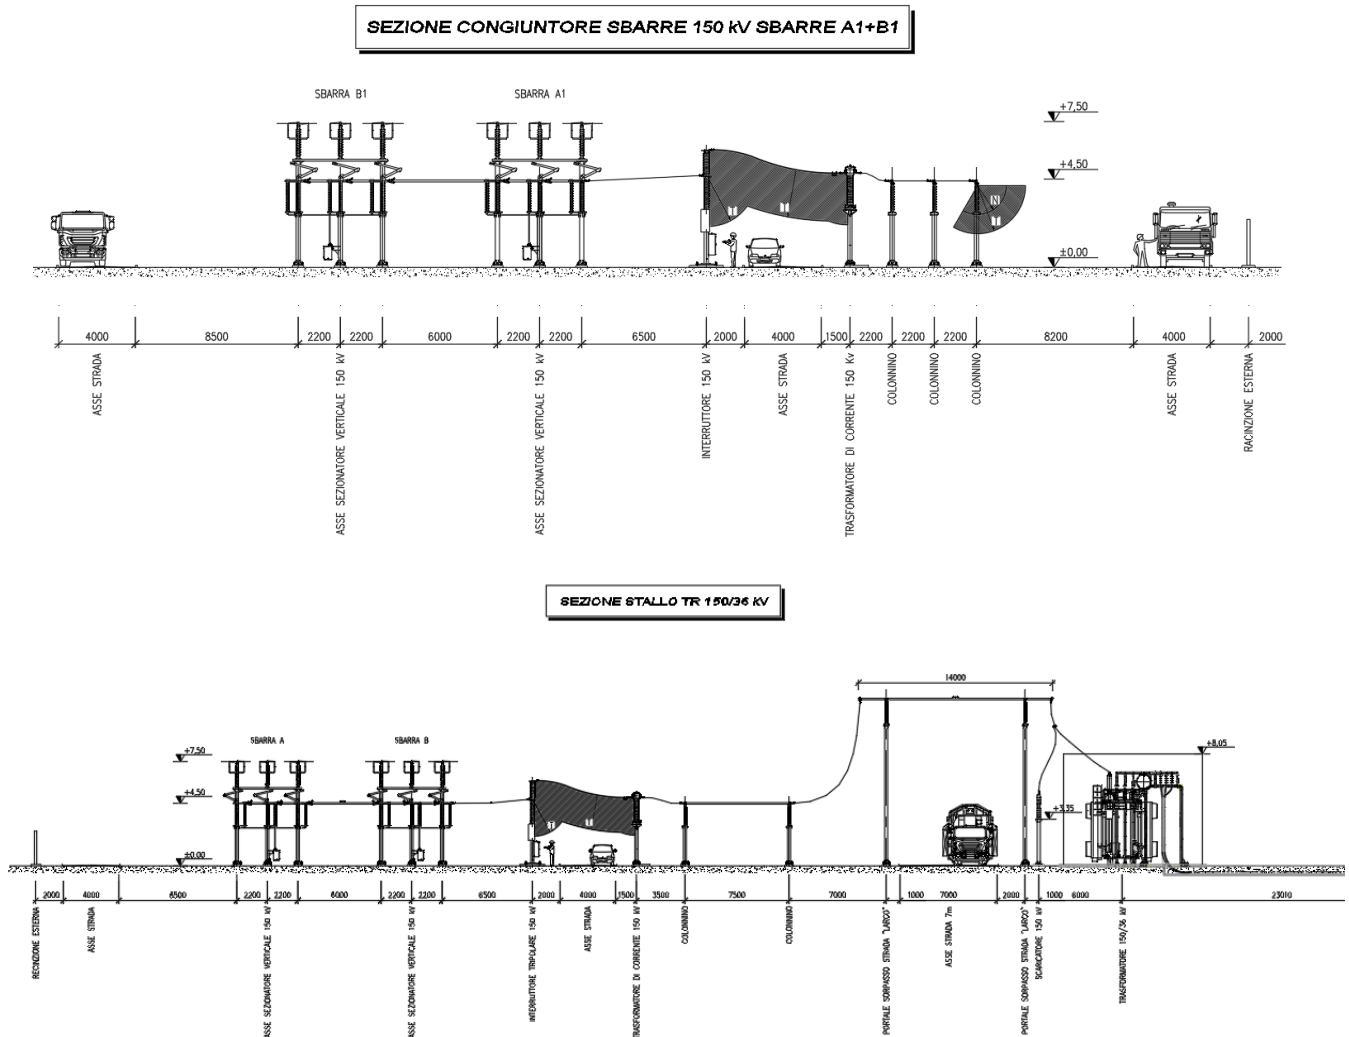 SEZIONE CONGIUNTORE SBARRE 150 kV SBARRE A1+B1
SBARRA B1
SBARRA A1
+7,50
+4,50
±0,00
T
M
N
M
4000
8500
2200
2200
6000
2200
2200
6500
2000
4000
1500
2200
2200
2200
8200
4000
2000
ASSE STRADA
ASSE SEZIONATORE VERTICALE 150 kV
ASSE SEZIONATORE VERTICALE 150 kV
INTERRUTTORE 150 kV
ASSE STRADA
TRASFORMATORE DI CORRENTE 150 Kv
COLONNINO
COLONNINO
COLONNINO
ASSE STRADA
RACINZIONE ESTERNA
SEZIONE STALLO TR 150/36 kV
14000
SBARRA A
SBARRA B
+7,50
+4,50
±0,00
+8,05
+3,35
2000
4000
6500
2200
2200
6000
2200
2200
6500
2000
4000
1500
3500
7500
7000
1000
7000
2000
1000
6000
23010
RECINZIONE ESTERNA
ASSE STRADA
ASSE SEZIONATORE VERTICALE 150 kV
ASSE SEZIONATORE VERTICALE 150 kV
INTERRUTTORE TRIPOLARE 150 kV
ASSE STRADA
TRASFORMATORE DI CORRENTE 150 kV
COLONNINO
COLONNINO
PORTALE SORPASSO STRADA "LARGO"
ASSE STRADA 7m
PORTALE SORPASSO STRADA "LARGO"
SCARICATORE 150 kV
TRASFORMATORE 150/36 kV